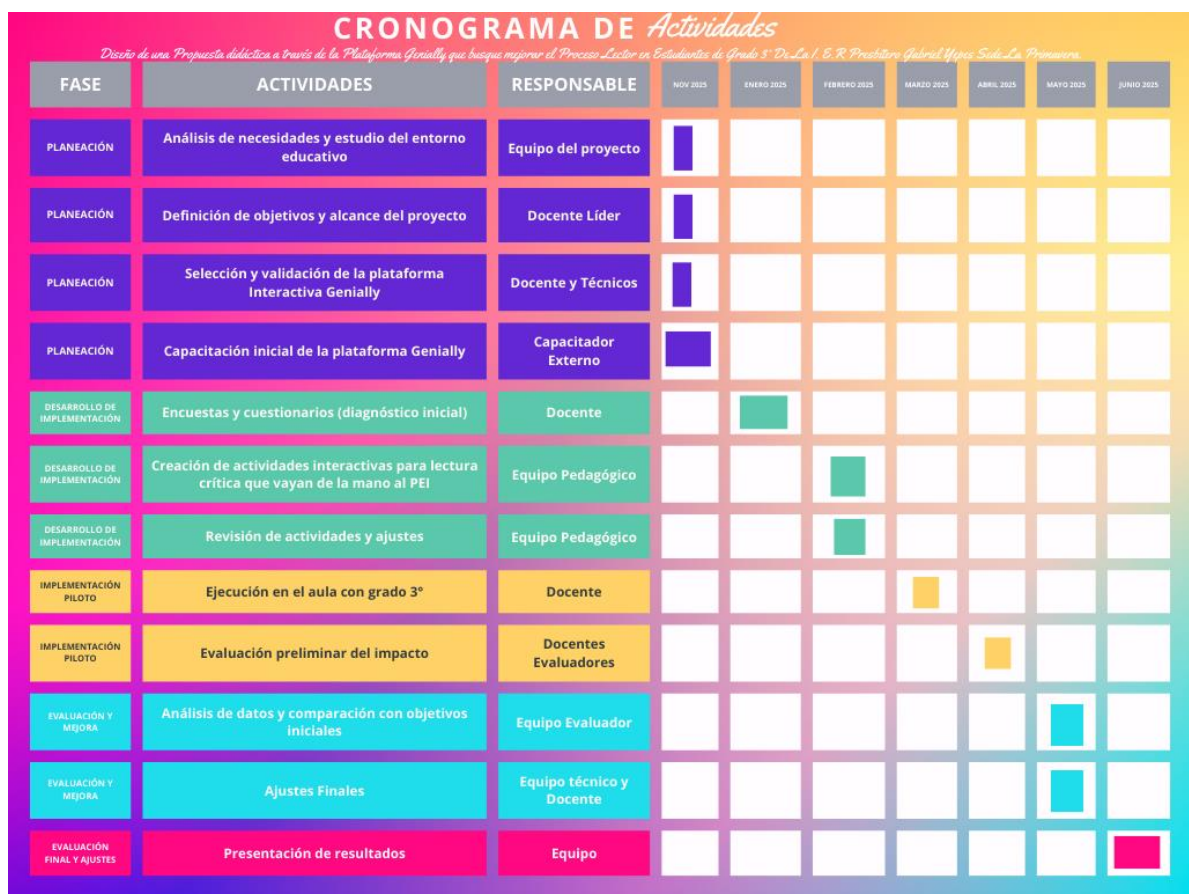 CRONOGRAMA DE Actividades
Diseño de una Propuesta didáctica a través de la Plataforma Genially que busque mejorar el Proceso Lector en Estudiantes de Grado 3° De La I. E. R Presbítero Gabriel Yepes Sede La Primavera.
FASE ACTIVIDADES RESPONSABLE NOV 2025 ENERO 2025 FEBRERO 2025 MARZO 2025 ABRIL 2025 MAYO 2025 JUNIO 2025
PLANEACIÓN
Análisis de necesidades y estudio del entorno
educativo
Equipo del proyecto
PLANEACIÓN
Definición de objetivos y alcance del proyecto
Docente Líder
PLANEACIÓN
Selección y validación de la plataforma
Interactiva Genially
Docente y Técnicos
PLANEACIÓN
Capacitación inicial de la plataforma Genially
Capacitador
Externo
DESARROLLO DE
IMPLEMENTACIÓN
Encuestas y cuestionarios (diagnóstico inicial)
Docente
DESARROLLO DE
IMPLEMENTACIÓN
Creación de actividades interactivas para lectura
crítica que vayan de la mano al PEI
Equipo Pedagógico
DESARROLLO DE
IMPLEMENTACIÓN
Revisión de actividades y ajustes
Equipo Pedagógico
IMPLEMENTACIÓN
PILOTO
Ejecución en el aula con grado 3°
Docente
IMPLEMENTACIÓN
PILOTO
Evaluación preliminar del impacto
Docentes
Evaluadores
EVALUACIÓN Y
MEJORA
Análisis de datos y comparación con objetivos
iniciales
Equipo Evaluador
EVALUACIÓN Y
MEJORA
Ajustes Finales
Equipo técnico y
Docente
EVALUACIÓN
FINAL Y AJUSTES
Presentación de resultados
Equipo